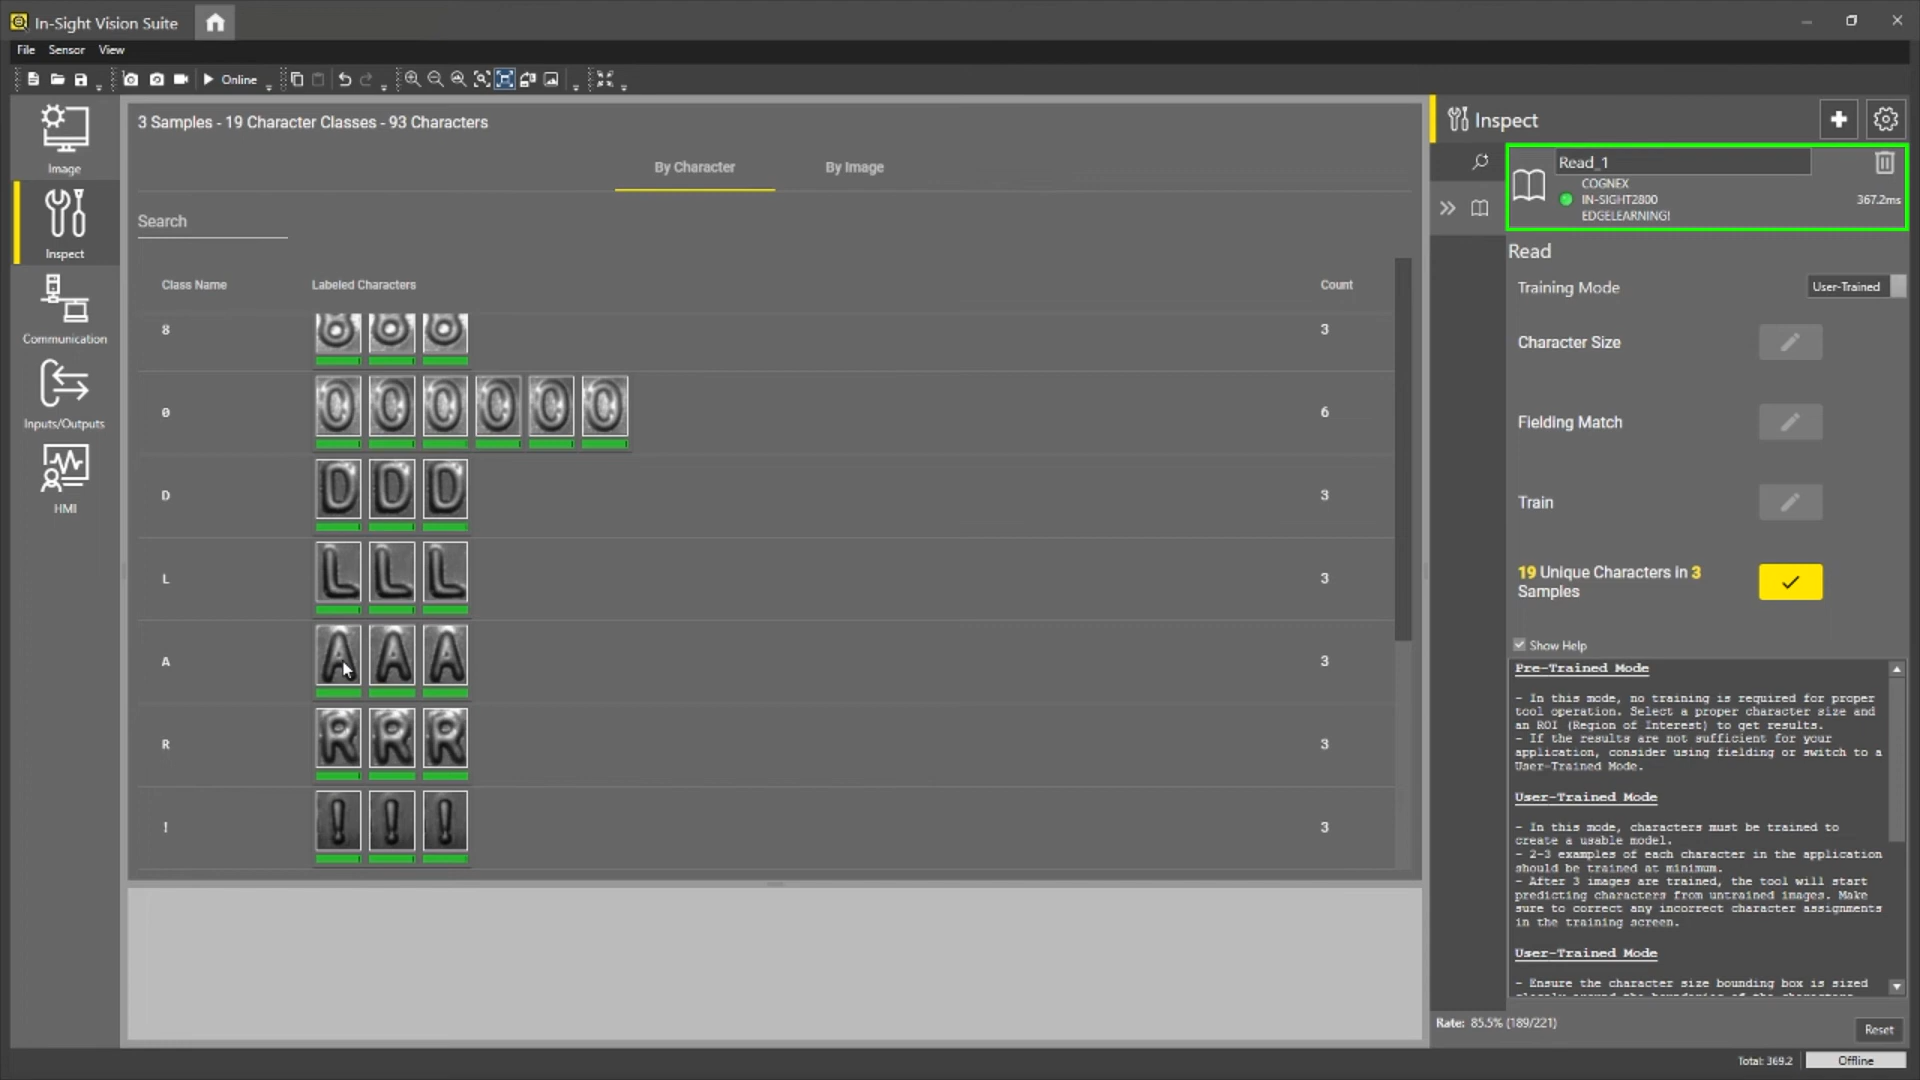 In-Sight Vision Suite
File Sensor View
Online
Image
Inspect
Communication
Inputs/Outputs
HMI
3 Samples - 19 Character Classes - 93 Characters
By Character By Image
Search
Class Name Labeled Characters Count
8 8 8 8 3
0 0 0 0 0 0 0 6
D D D D 3
L L L L 3
A A A A 3
R R R R 3
! ! ! ! 3
Inspect
Read_1
COGNEX
IN-SIGHT2800
EDGELEARNING!
367.2ms
Read
Training Mode User-Trained
Character Size
Fielding Match
Train
19 Unique Characters in 3
Samples
Show Help
Pre-Trained Mode
- In this mode, no training is required for proper
tool operation. Select a proper character size and
an ROI (Region of Interest) to get results.
- If the results are not sufficient for your
application, consider using fielding or switch to a
User-Trained Mode.
User-Trained Mode
- In this mode, characters must be trained to
create a usable model.
- 2-3 examples of each character in the application
should be trained at minimum.
- After 3 images are trained, the tool will start
predicting characters from untrained images. Make
sure to correct any incorrect character assignments
in the training screen.
User-Trained Mode
- Ensure the character size bounding box is sized
Rate: 85.5% (189/221)
Reset
Total: 369.2 Offline